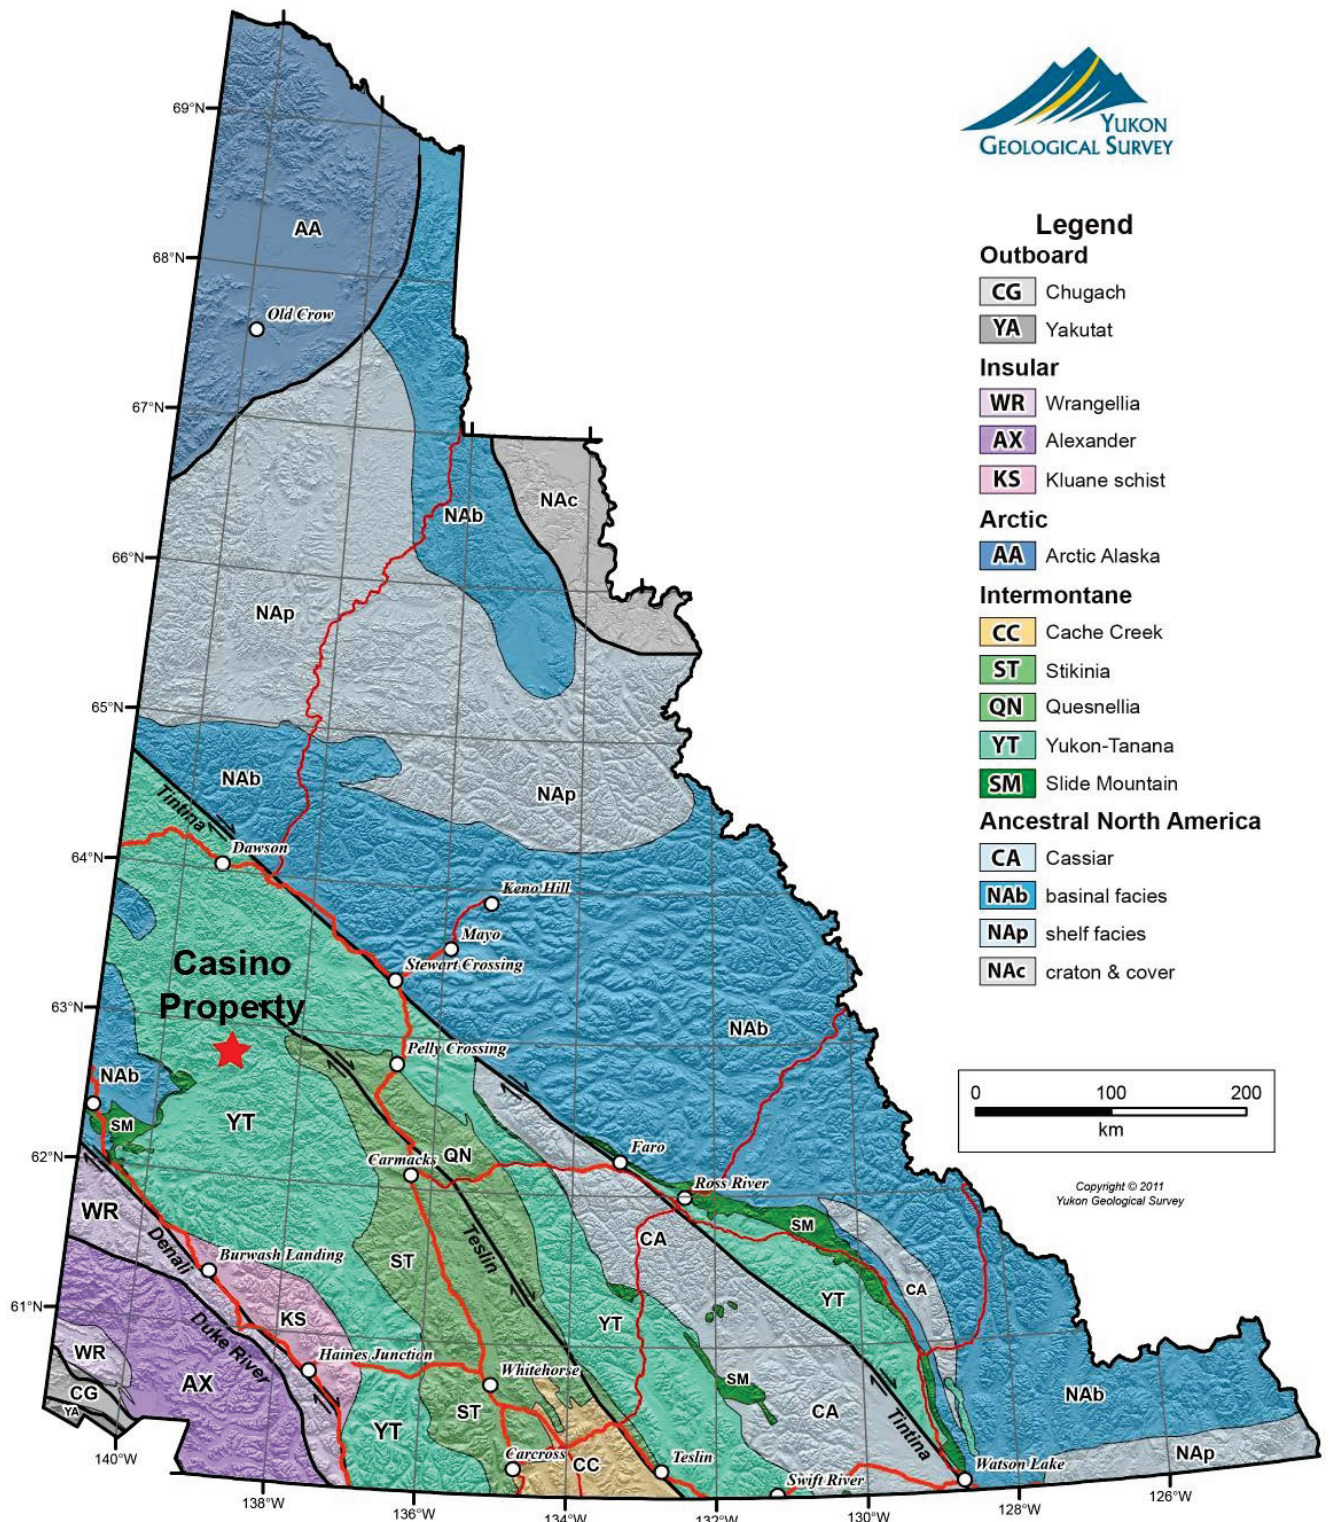 YUKON
GEOLOGICAL SURVEY
Legend
Outboard
CG Chugach
YA Yakutat
Insular
WR Wrangellia
AX Alexander
KS Kluane schist
Arctic
AA Arctic Alaska
Intermontane
CC Cache Creek
ST Stikinia
QN Quesnellia
YT Yukon-Tanana
SM Slide Mountain
Ancestral North America
CA Cassiar
NAb basinal facies
NAp shelf facies
NAc craton & cover
0 100 200
km
Copyright © 2011
Yukon Geological Survey
69°N
AA
68°N
Old Crow
67°N
NAc
NAb
66°N
NAp
65°N
NAb
NAp
Tintina
Dawson
64°N
Keno Hill
Mayo
Stewart Crossing
Casino
Property
63°N
NAb
Pelly Crossing
NAb
SM
YT
QN
Faro
62°N
Carmacks
Ross River
WR
SM
CA
Denali
Burwash Landing
Teslin
ST
CA
YT
61°N
KS
YT
Duke River
WR
Haines Junction
Whitehorse
SM
AX
CG
YA
YT
ST
CA
NAb
Tintina
Carcross
CC
Teslin
Swift River
Watson Lake
NAp
140°W
138°W
136°W
134°W
132°W
130°W
128°W
126°W